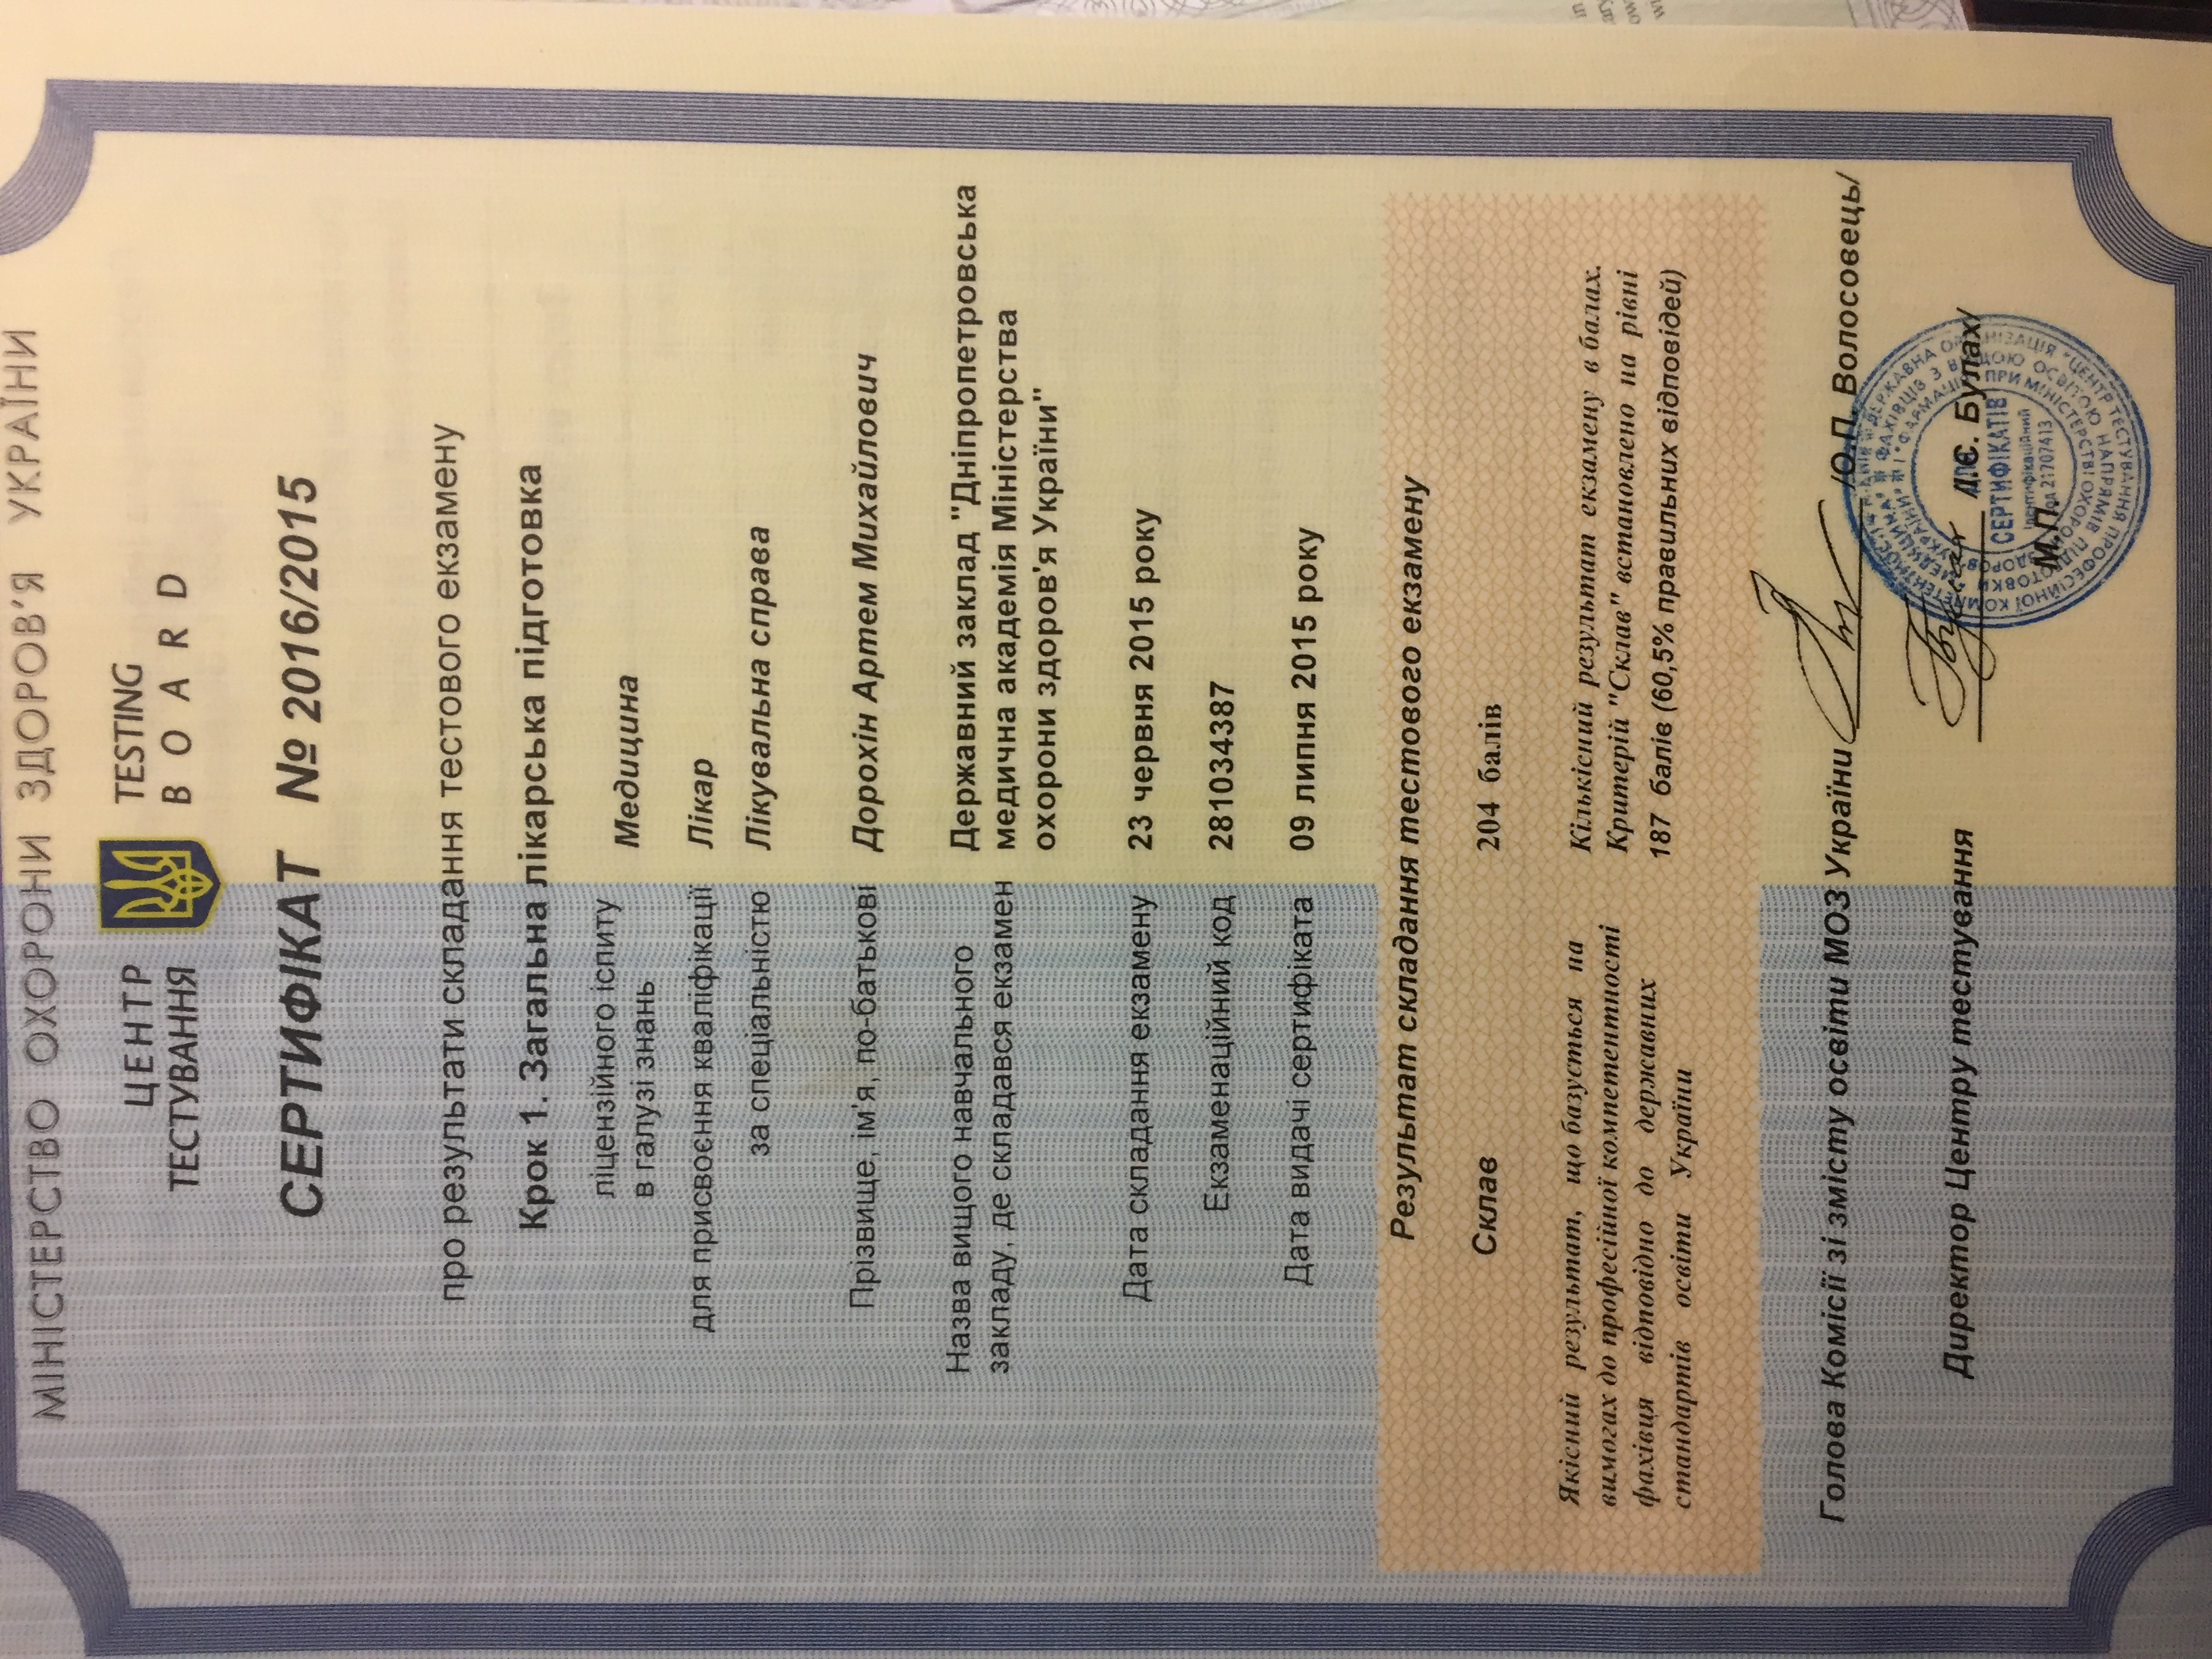 МІНІСТЕРСТВО ОХОРОНИ ЗДОРОВ'Я УКРАЇНИ
ЦЕНТР
ТЕСТУВАННЯ
TESTING
BOARD
СЕРТИФІКАТ № 2016/2015
про результати складання тестового екзамену
Крок 1. Загальна лікарська підготовка
ліцензійного іспиту
в галузі знань
Медицина
для присвоєння кваліфікації Лікар
за спеціальністю Лікувальна справа
Прізвище, ім'я, по-батькові Дорохін Артем Михайлович
Назва вищого навчального
закладу, де складався екзамен
Державний заклад "Дніпропетровська
медична академія Міністерства
охорони здоров'я України"
Дата складання екзамену 23 червня 2015 року
Екзаменаційний код 281034387
Дата видачі сертифіката 09 липня 2015 року
Результат складання тестового екзамену
Склав 204 балів
Якісний результат, що базується на
вимогах до професійної компетентності
фахівця відповідно до державних
стандартів освіти України
Кількісний результат екзамену в балах.
Критерій "Склав" встановлено на рівні
187 балів (60,5% правильних відповідей)
Голова Комісії зі змісту освіти МОЗ України /О.П. Волосовець/
Директор Центру тестування /І.Є. Булах/
М.П.
ДЛЯ
СЕРТИФІКАТІВ
Ідентифікаційний
код 21707413